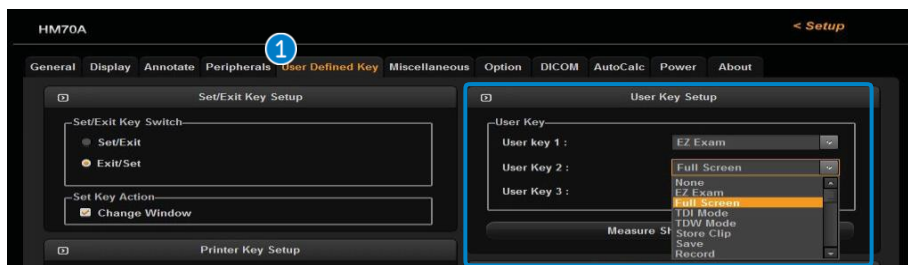 HM70A
< Setup
1
General Display Annotate Peripherals User Defined Key Miscellaneous Option DICOM AutoCalc Power About
Set/Exit Key Setup
Set/Exit Key Switch
Set/Exit
Exit/Set
Set Key Action
Change Window
Printer Key Setup
User Key Setup
User Key
User key 1 : EZ Exam
User Key 2 : Full Screen
User Key 3 :
None
EZ Exam
Full Screen
TDI Mode
TDW Mode
Store Clip
Save
Record
Measure